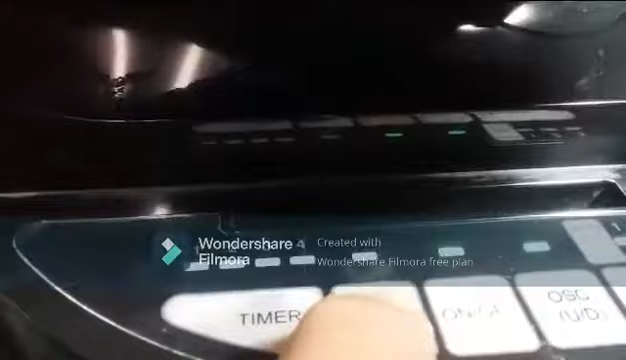 Wondershare
Filmora
Created with
Wondershare Filmora free plan
TIMER
OSC
(U/D)